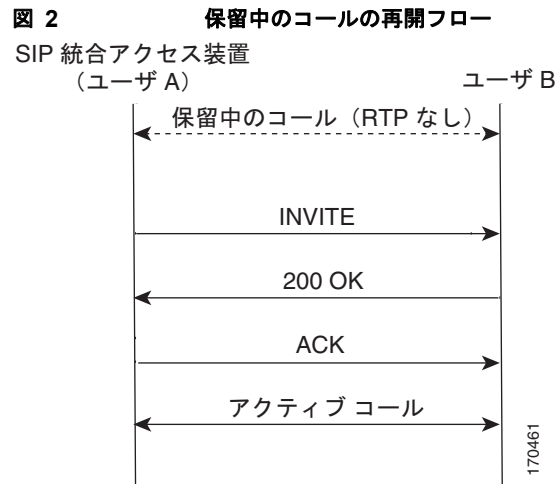 図 2 保留中のコールの再開フロー
SIP 統合アクセス装置
（ユーザ A）
ユーザ B
保留中のコール（RTP なし）
INVITE
200 OK
ACK
アクティブ コール
170461